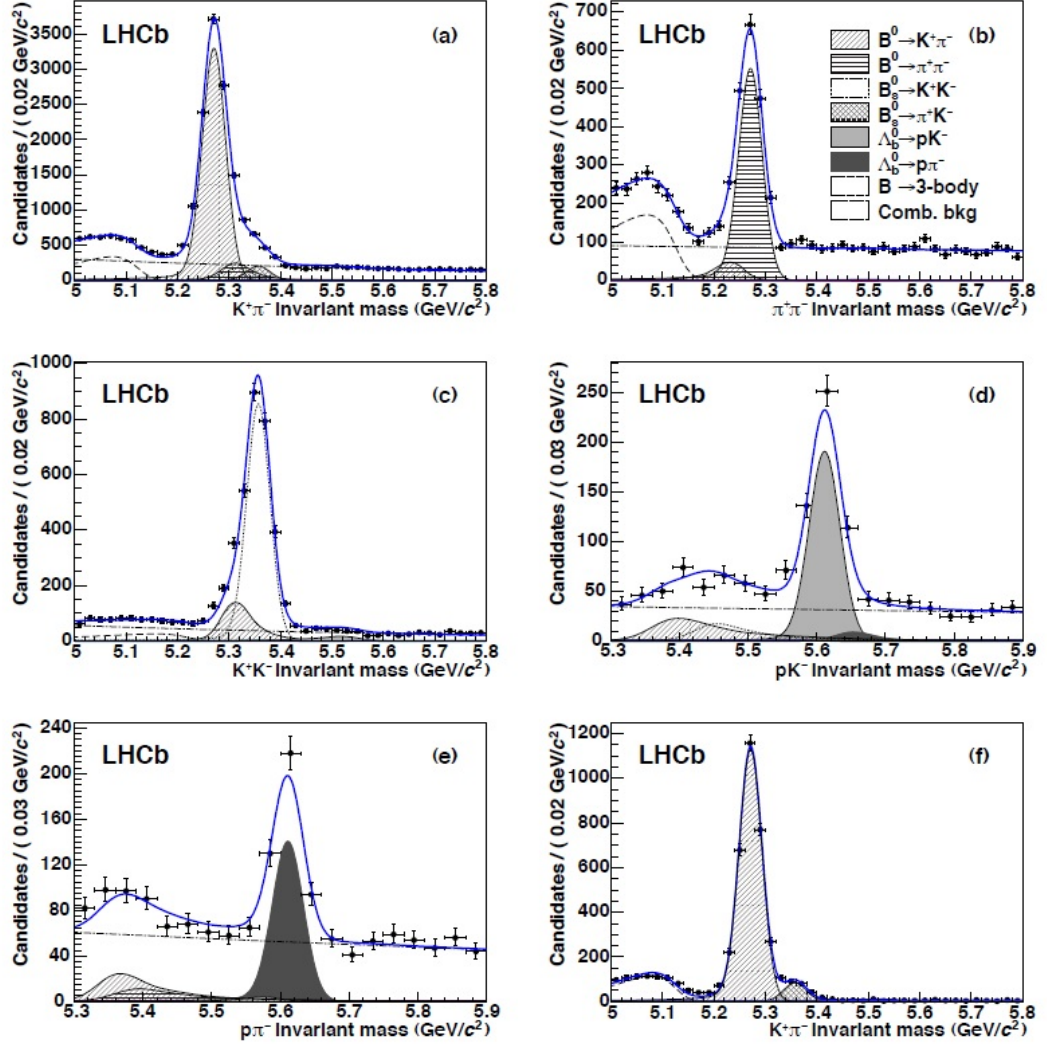 LHCb (a)
Candidates / ( 0.02 GeV/c²)
3500
3000
2500
2000
1500
1000
500
0
5 5.1 5.2 5.3 5.4 5.5 5.6 5.7 5.8
K⁺π⁻ Invariant mass (GeV/c²)
LHCb (b)
Candidates / ( 0.02 GeV/c²)
700
600
500
400
300
200
100
0
B⁰→K⁺π⁻
B⁰→π⁺π⁻
B⁰ₛ→K⁺K⁻
B⁰ₛ→π⁺K⁻
Λ⁰b→pK⁻
Λ⁰b→pπ⁻
B →3-body
Comb. bkg
5 5.1 5.2 5.3 5.4 5.5 5.6 5.7 5.8
π⁺π⁻ Invariant mass (GeV/c²)
LHCb (c)
Candidates / ( 0.02 GeV/c²)
1000
800
600
400
200
0
5 5.1 5.2 5.3 5.4 5.5 5.6 5.7 5.8
K⁺K⁻ Invariant mass (GeV/c²)
LHCb (d)
Candidates / ( 0.03 GeV/c²)
250
200
150
100
50
0
5.3 5.4 5.5 5.6 5.7 5.8 5.9
pK⁻ Invariant mass (GeV/c²)
LHCb (e)
Candidates / ( 0.03 GeV/c²)
240
200
160
120
80
40
0
5.3 5.4 5.5 5.6 5.7 5.8 5.9
pπ⁻ Invariant mass (GeV/c²)
LHCb (f)
Candidates / ( 0.02 GeV/c²)
1200
1000
800
600
400
200
0
5 5.1 5.2 5.3 5.4 5.5 5.6 5.7 5.8
K⁺π⁻ Invariant mass (GeV/c²)